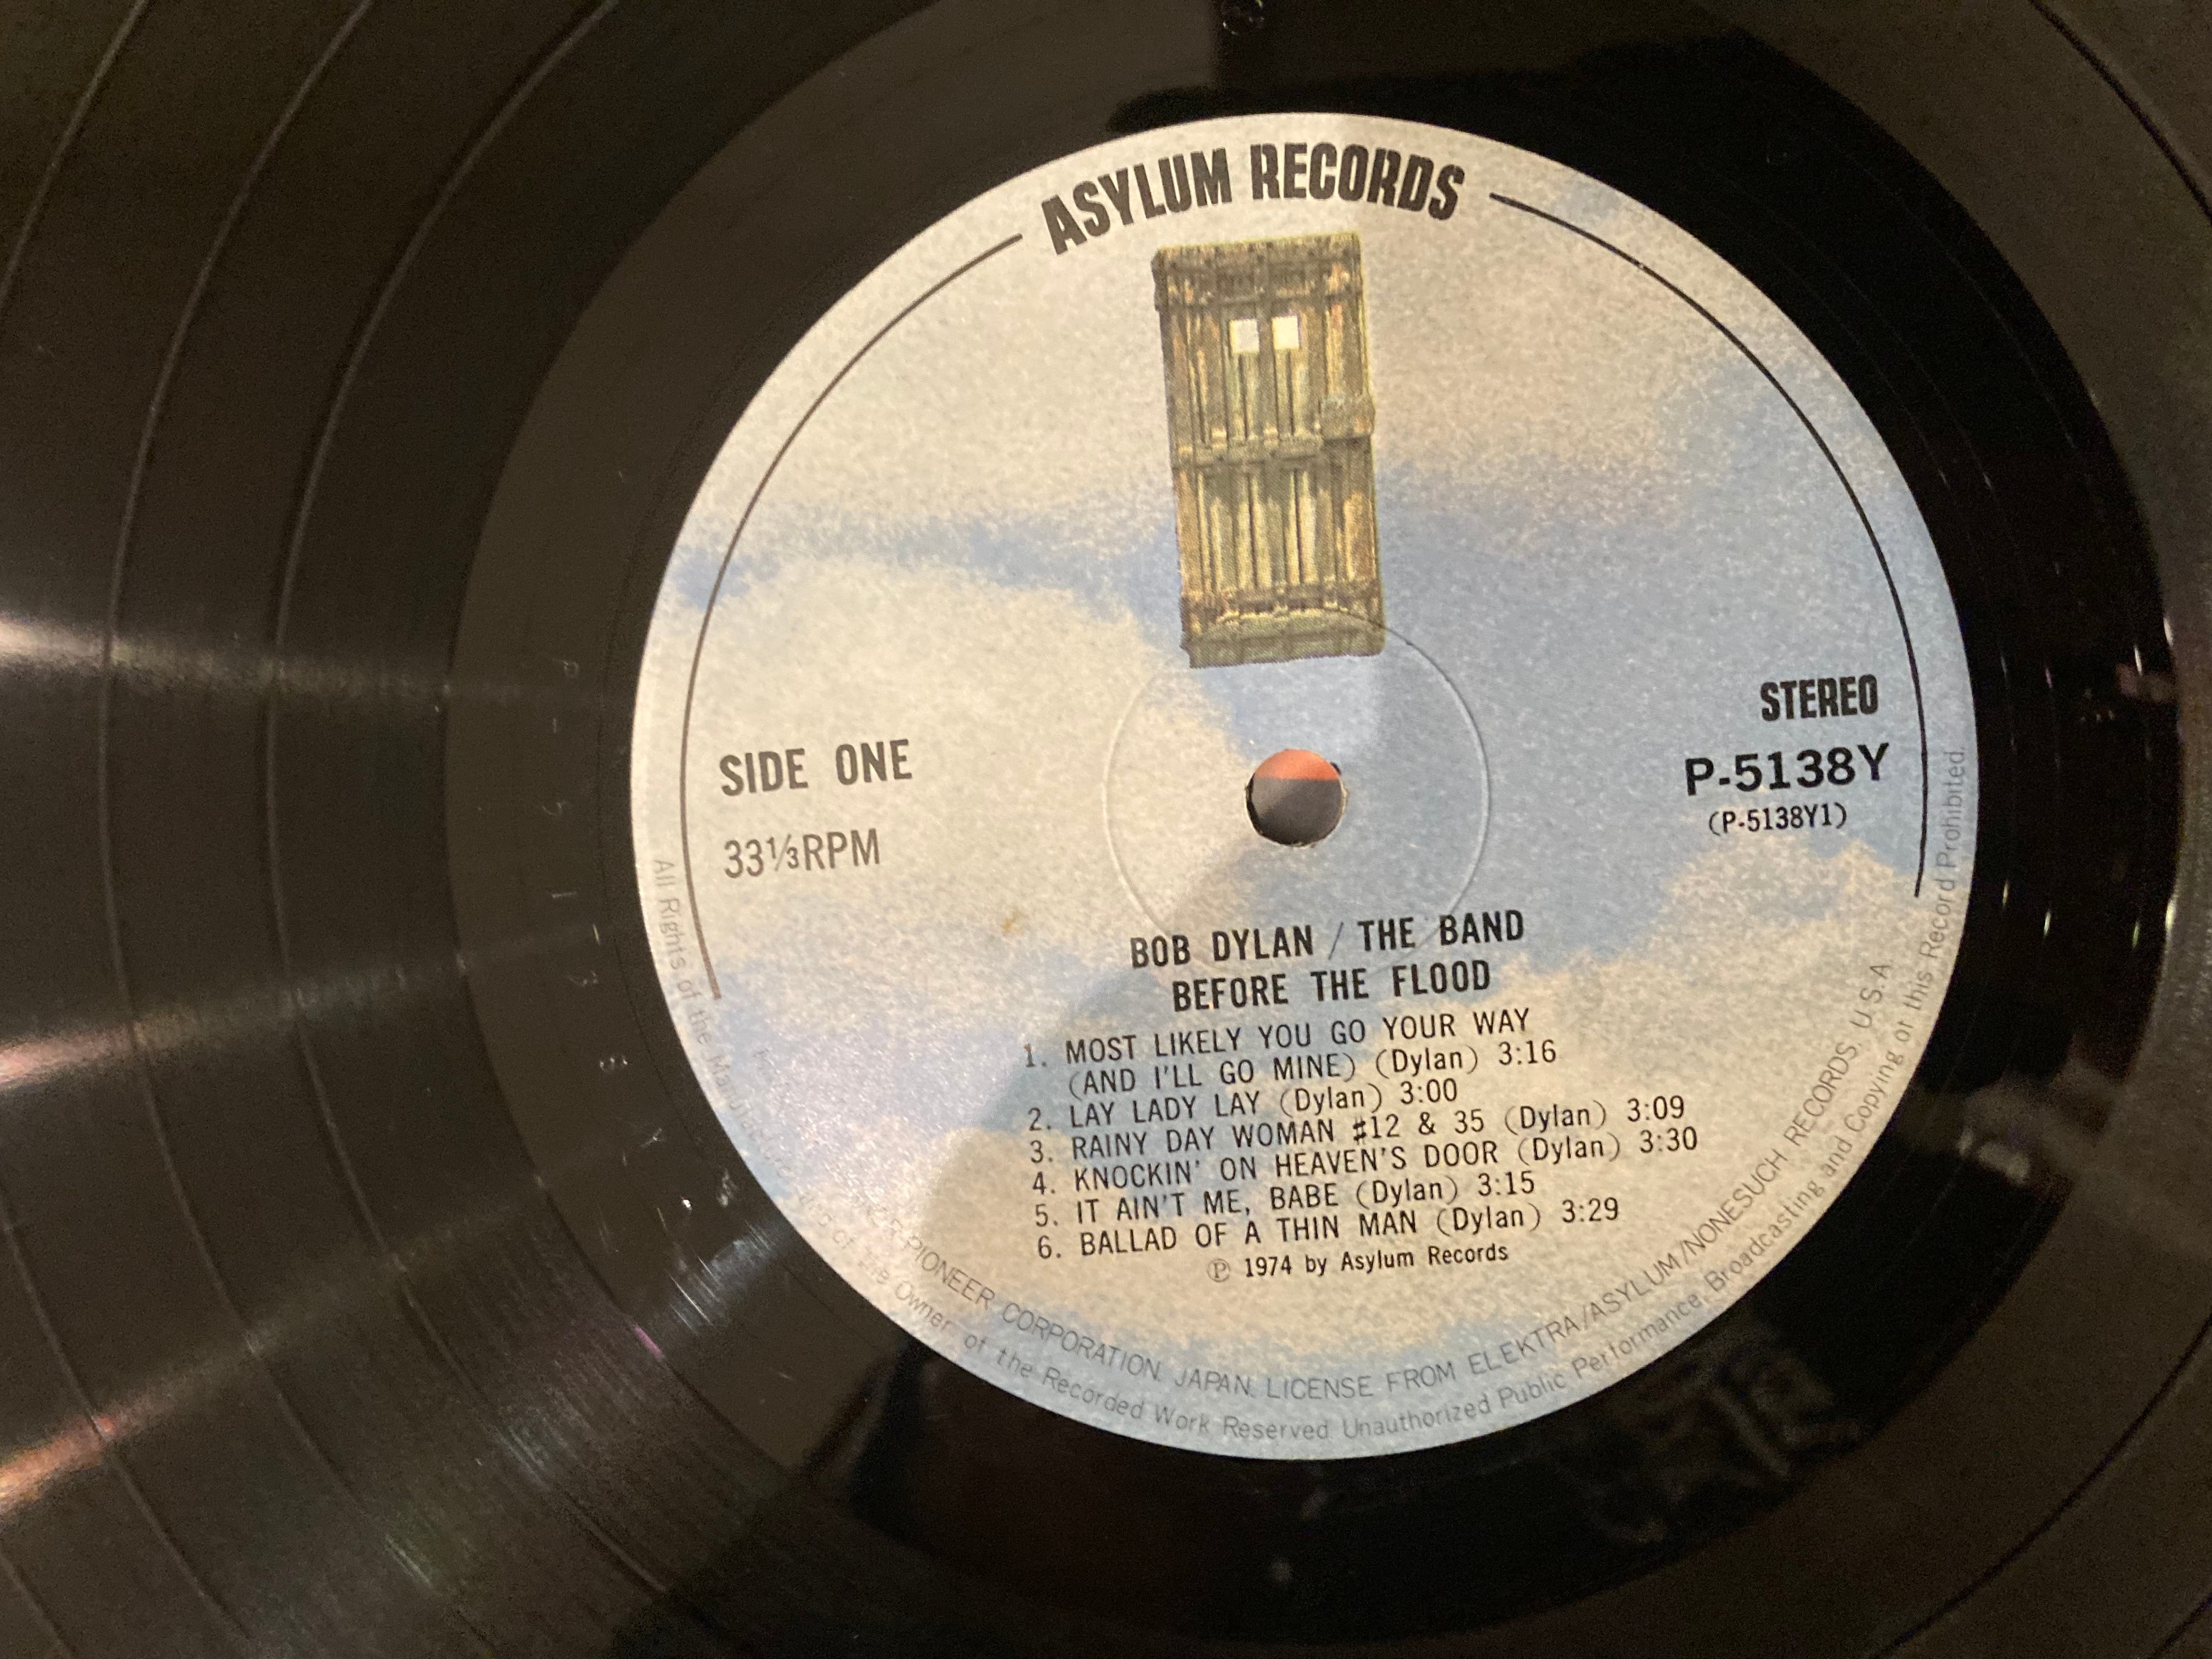 ASYLUM RECORDS
STEREO
SIDE ONE
P-5138Y
33⅓RPM
(P-5138Y1)
BOB DYLAN / THE BAND
BEFORE THE FLOOD
1. MOST LIKELY YOU GO YOUR WAY
(AND I'LL GO MINE) (Dylan) 3:16
2. LAY LADY LAY (Dylan) 3:00
3. RAINY DAY WOMAN #12 & 35 (Dylan) 3:09
4. KNOCKIN' ON HEAVEN'S DOOR (Dylan) 3:30
5. IT AIN'T ME, BABE (Dylan) 3:15
6. BALLAD OF A THIN MAN (Dylan) 3:29
Ⓟ 1974 by Asylum Records
PIONEER CORPORATION. JAPAN. LICENSE FROM ELEKTRA/ASYLUM/NONESUCH RECORDS. U.S.A
All Rights of the of the Owner of the Recorded Work Reserved Unauthorized Public Performance, Broadcasting and Copying of this Record Prohibited.